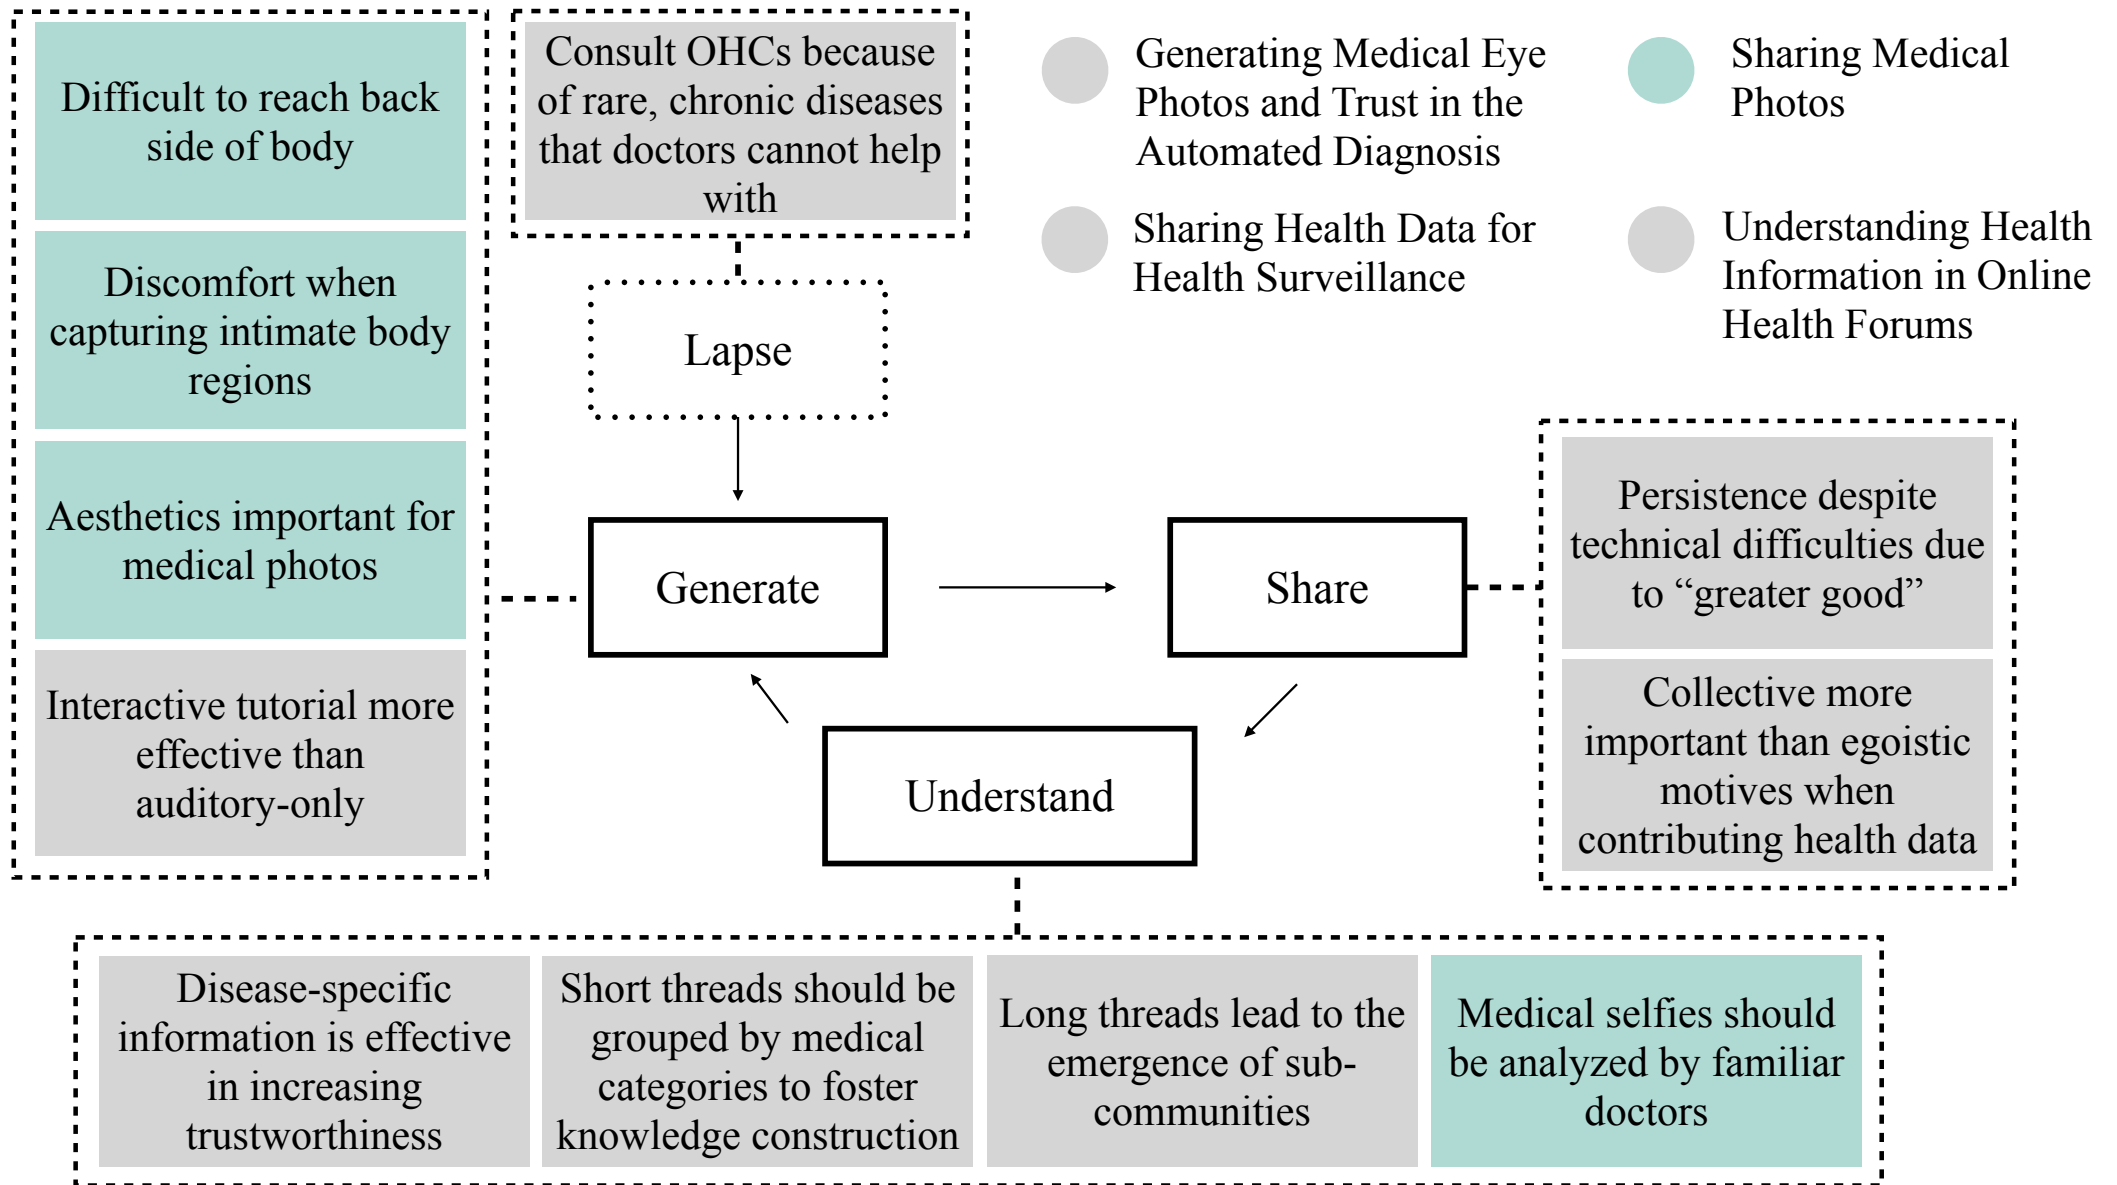 Difficult to reach back
side of body
Discomfort when
capturing intimate body
regions
Aesthetics important for
medical photos
Interactive tutorial more
effective than
auditory-only
Consult OHCs because
of rare, chronic diseases
that doctors cannot help
with
Lapse
Generating Medical Eye
Photos and Trust in the
Automated Diagnosis
Sharing Medical
Photos
Sharing Health Data for
Health Surveillance
Understanding Health
Information in Online
Health Forums
Generate
Share
Understand
Persistence despite
technical difficulties due
to “greater good”
Collective more
important than egoistic
motives when
contributing health data
Disease-specific
information is effective
in increasing
trustworthiness
Short threads should be
grouped by medical
categories to foster
knowledge construction
Long threads lead to the
emergence of sub-
communities
Medical selfies should
be analyzed by familiar
doctors